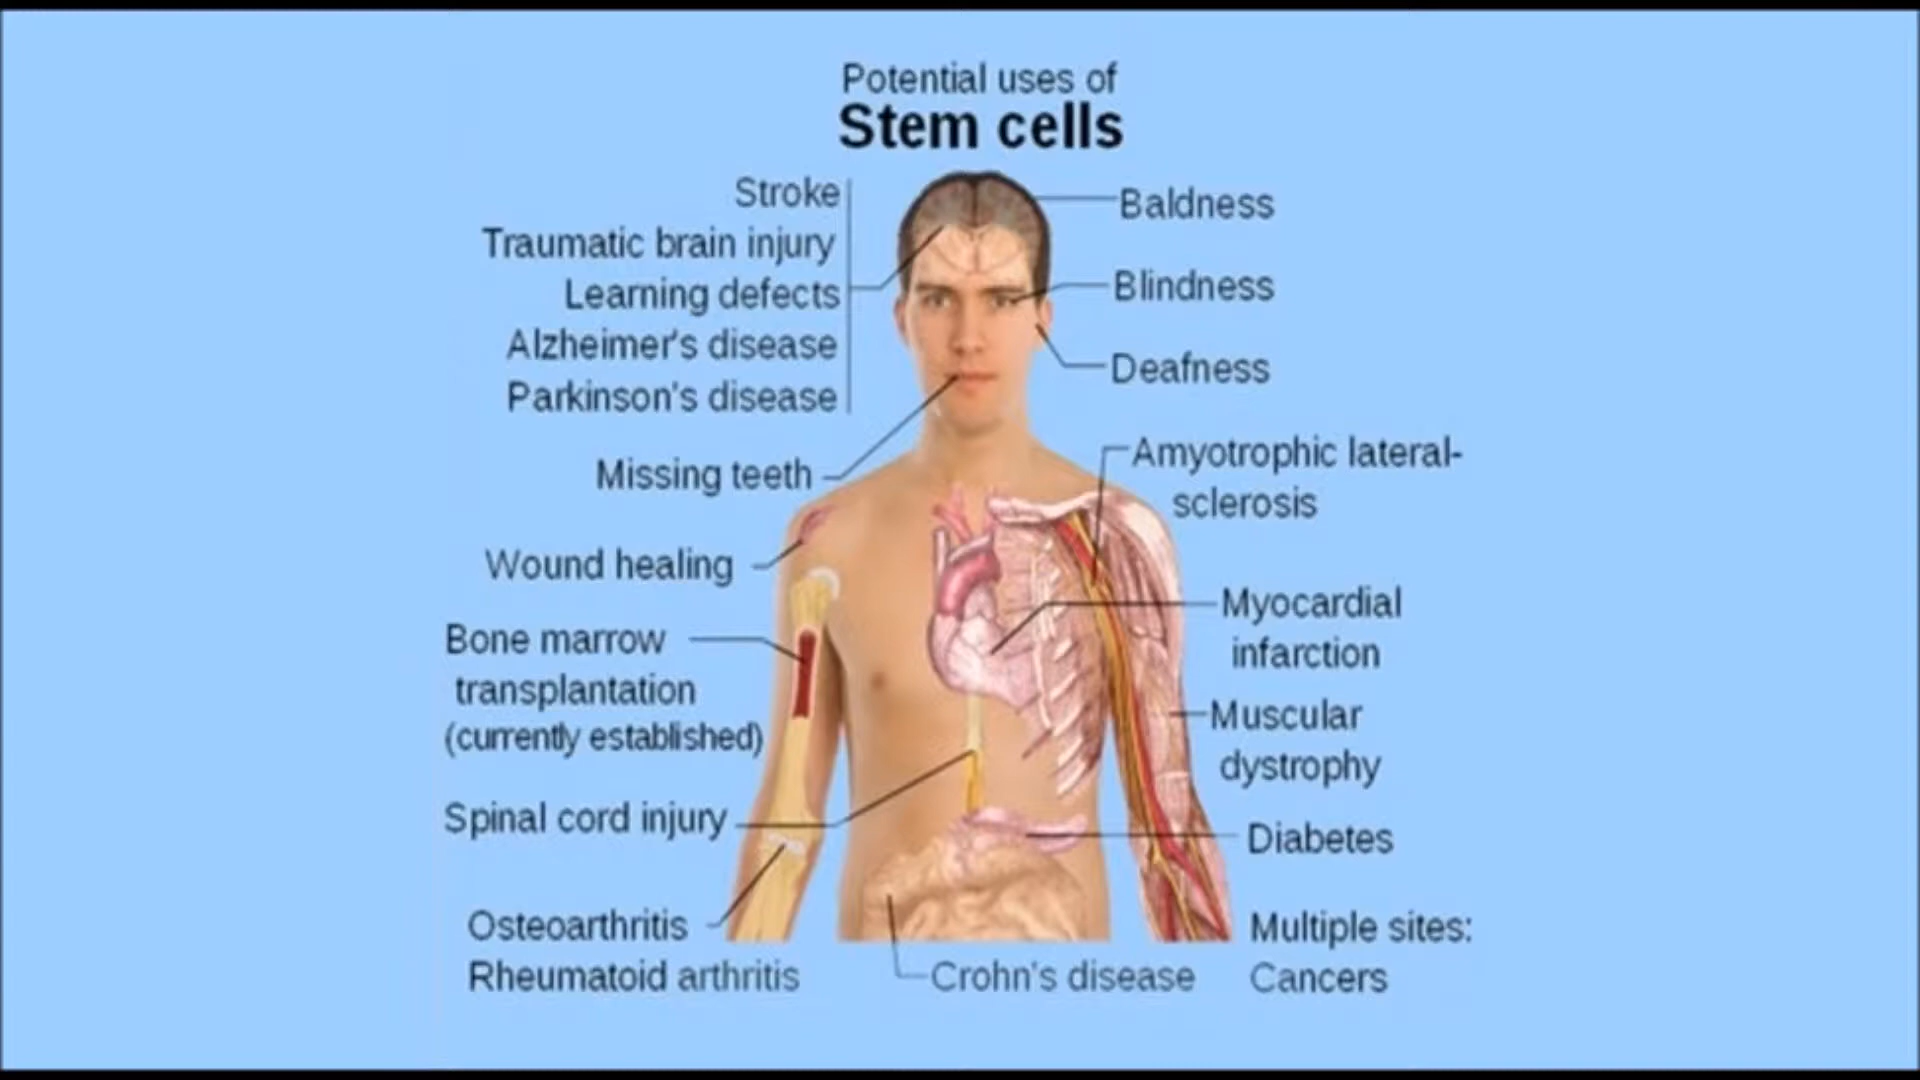 Potential uses of
Stem cells
Stroke
Traumatic brain injury
Learning defects
Alzheimer's disease
Parkinson's disease
Missing teeth
Wound healing
Bone marrow
transplantation
(currently established)
Spinal cord injury
Osteoarthritis
Rheumatoid arthritis
Baldness
Blindness
Deafness
Amyotrophic lateral-
sclerosis
Myocardial
infarction
Muscular
dystrophy
Diabetes
Crohn's disease
Multiple sites:
Cancers